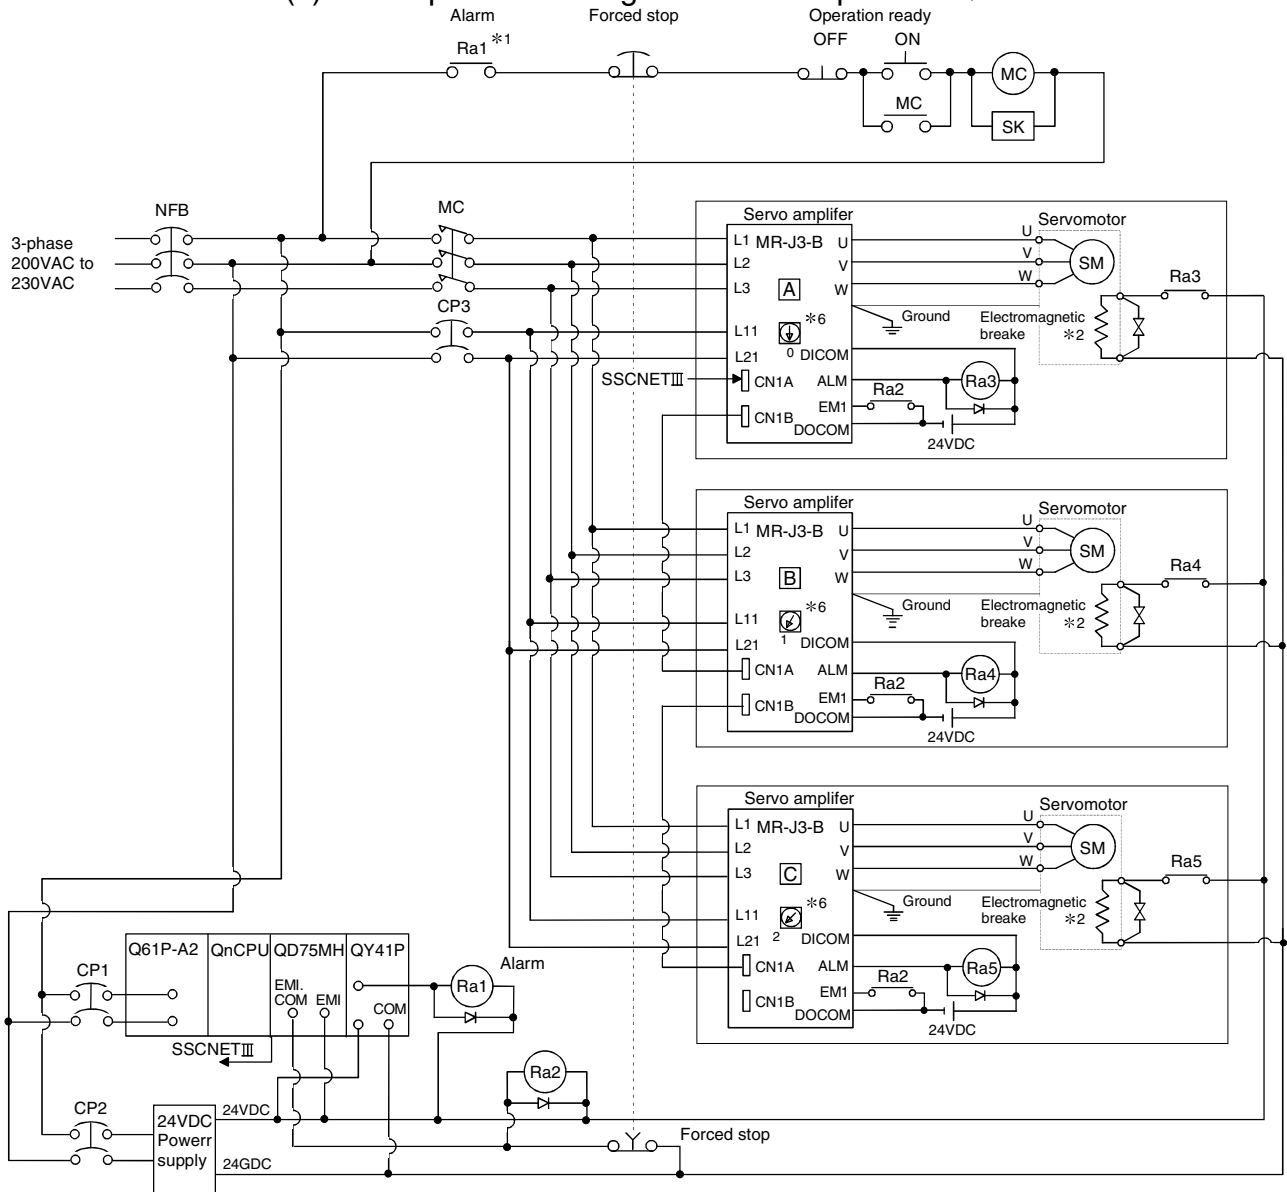 Alarm
Forced stop
Operation ready
Ra1 *1
OFF
ON
MC
MC
SK
NFB
MC
3-phase
200VAC to
230VAC
CP3
Servo amplifer
L1 MR-J3-B U
L2 V
L3 A W
L11 *6
L21 0 DICOM
SSCNETⅢ CN1A ALM
CN1B EM1
DOCOM
Servomotor
U
V
W
SM
Ground
Electromagnetic
breake *2
Ra3
Ra3
Ra2
24VDC
Servo amplifer
L1 MR-J3-B U
L2 V
L3 B W
L11 *6
L21 1 DICOM
CN1A ALM
CN1B EM1
DOCOM
Servomotor
U
V
W
SM
Ground
Electromagnetic
breake *2
Ra4
Ra4
Ra2
24VDC
Servo amplifer
L1 MR-J3-B U
L2 V
L3 C W
L11 *6
L21 2 DICOM
CN1A ALM
CN1B EM1
DOCOM
Servomotor
U
V
W
SM
Ground
Electromagnetic
breake *2
Ra5
Ra5
Ra2
24VDC
Q61P-A2 QnCPU QD75MH QY41P
CP1
EMI.
COM EMI
COM
Ra1
Alarm
SSCNETⅢ
Ra2
CP2
24VDC
Powerr
supply
24VDC
24GDC
Forced stop